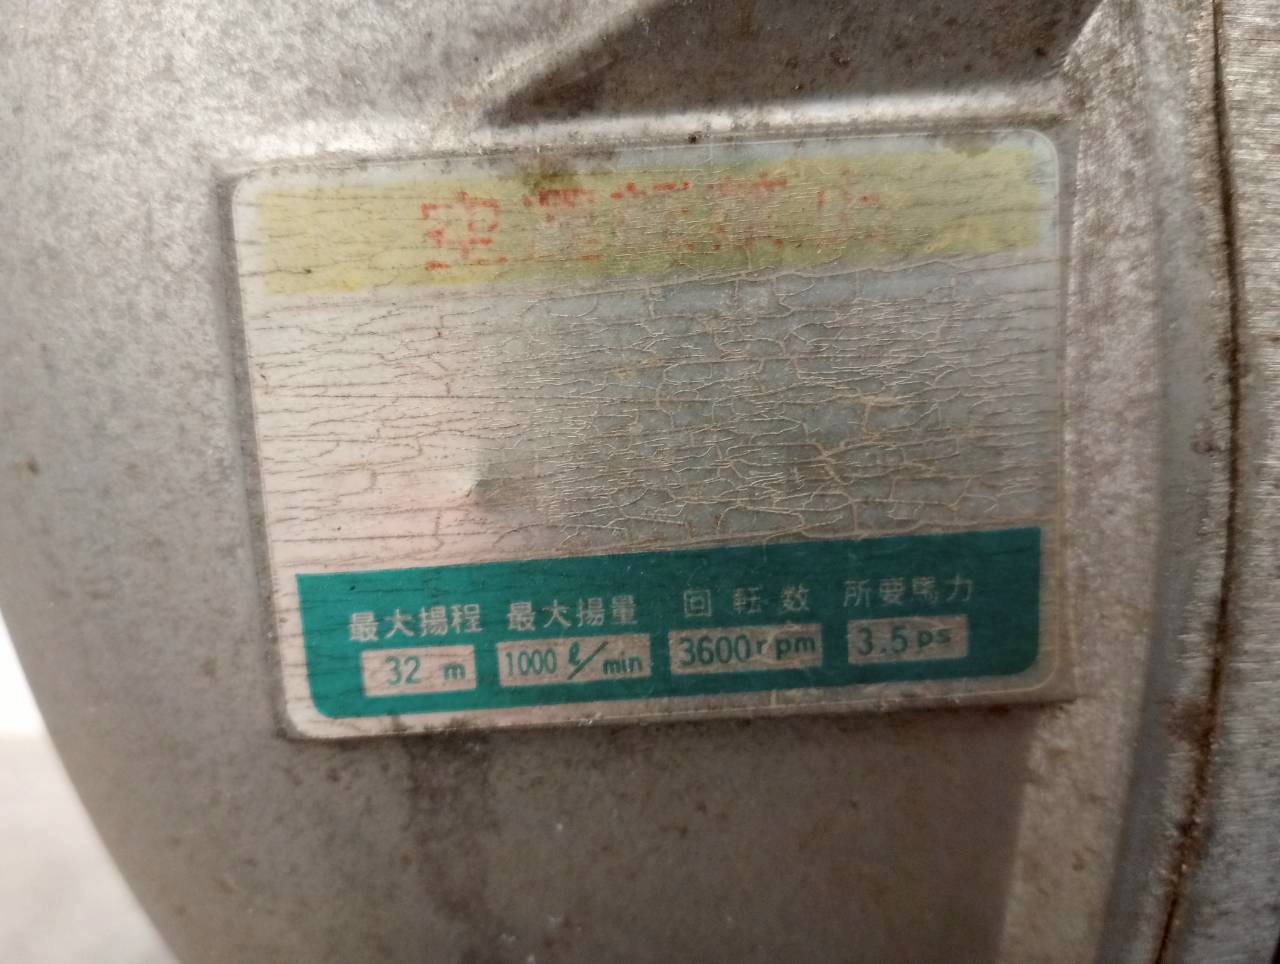 最大揚程 最大揚量 回転数 所要馬力
32 m 1000 ℓ/min 3600rpm 3.5ps